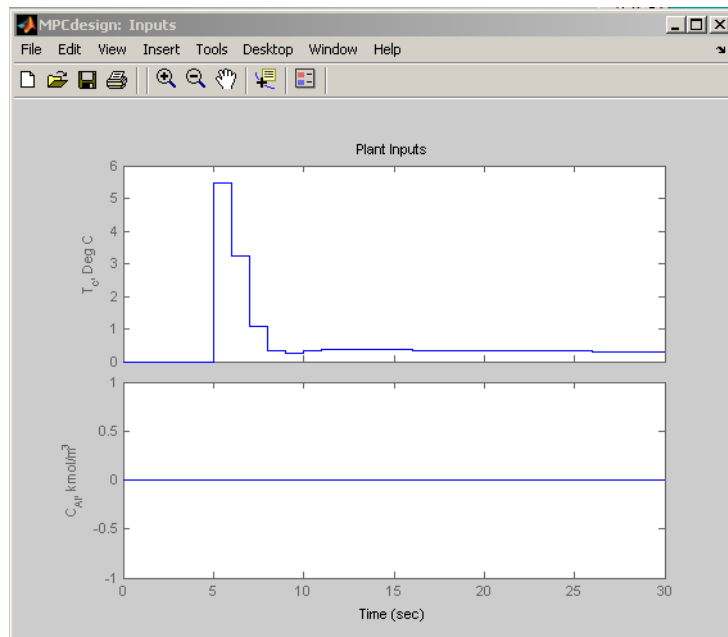 MPCdesign: Inputs
File Edit View Insert Tools Desktop Window Help
Plant Inputs
6
5
4
3
2
1
0
T_c, Deg C
1
0.5
0
-0.5
-1
C_AI, kmol/m³
0 5 10 15 20 25 30
Time (sec)